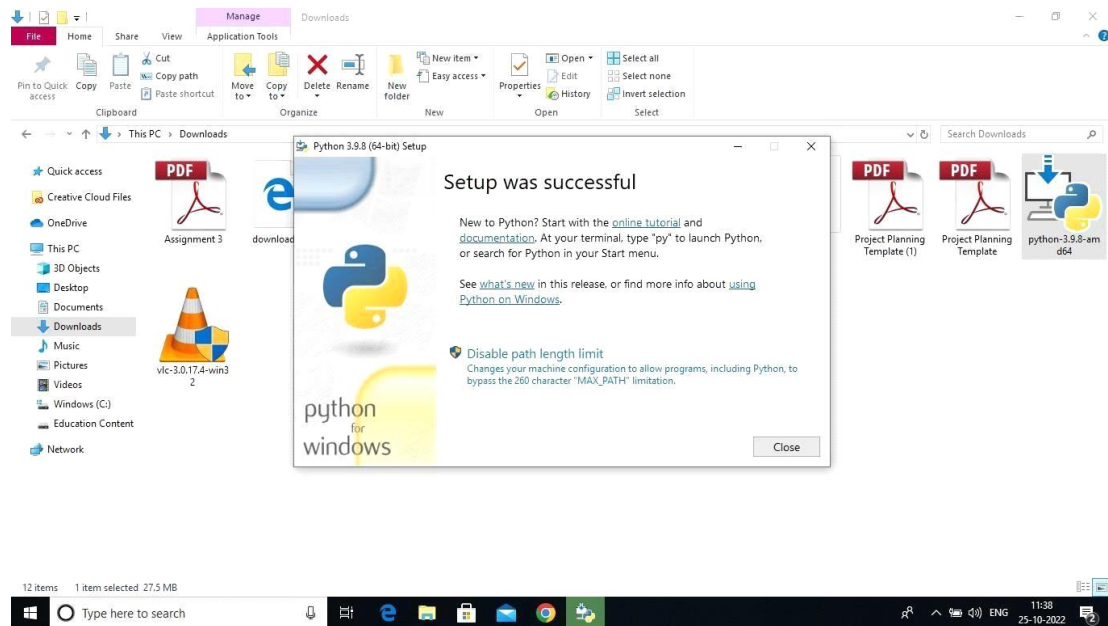 Manage
Downloads
File
Home
Share
View
Application Tools
Pin to Quick access
Copy
Paste
Cut
Copy path
Paste shortcut
Move to
Copy to
Delete
Rename
New folder
New item
Easy access
Properties
Open
Edit
History
Select all
Select none
Invert selection
Clipboard
Organize
New
Open
Select
This PC > Downloads
Search Downloads
Quick access
Creative Cloud Files
OneDrive
This PC
3D Objects
Desktop
Documents
Downloads
Music
Pictures
Videos
Windows (C:)
Education Content
Network
PDF
Assignment 3
download
vlc-3.0.17.4-win3
2
Python 3.9.8 (64-bit) Setup
Setup was successful
New to Python? Start with the online tutorial and
documentation. At your terminal, type "py" to launch Python,
or search for Python in your Start menu.
See what's new in this release, or find more info about using
Python on Windows.
Disable path length limit
Changes your machine configuration to allow programs, including Python, to
bypass the 260 character "MAX_PATH" limitation.
python
for
windows
Close
PDF
Project Planning
Template (1)
PDF
Project Planning
Template
python-3.9.8-am
d64
12 items
1 item selected 27.5 MB
Type here to search
ENG
11:38
25-10-2022
2